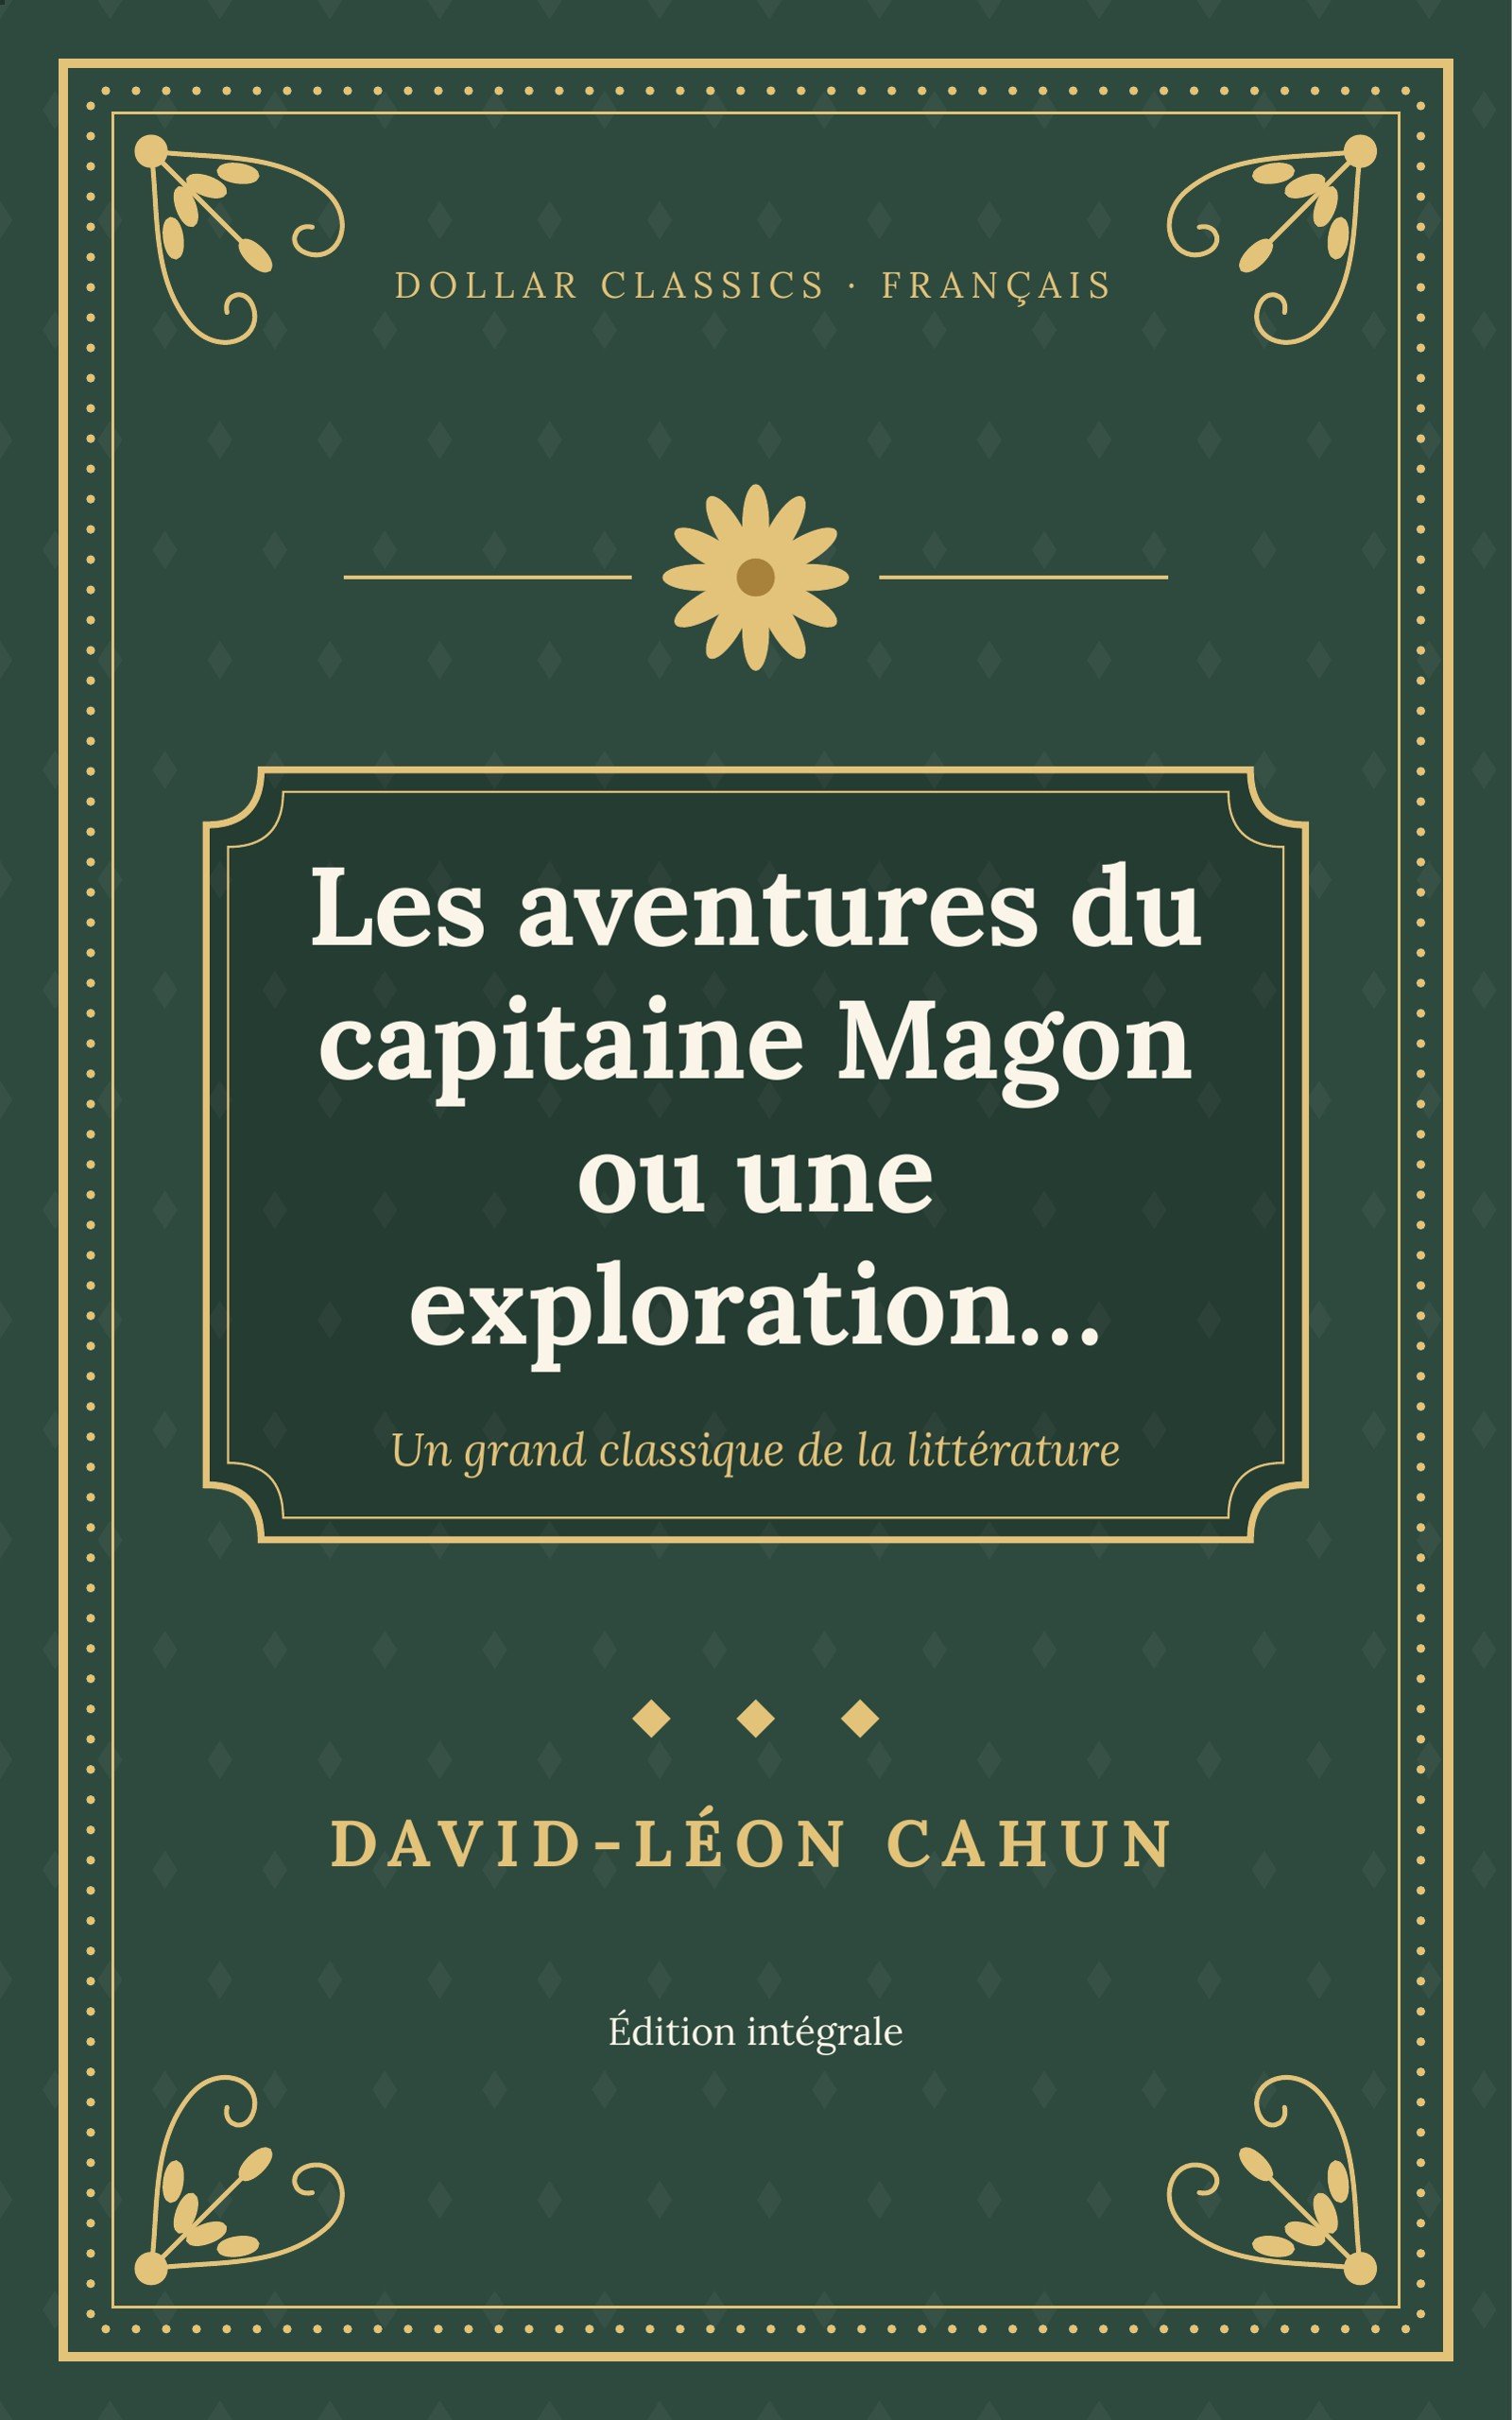 DOLLAR CLASSICS · FRANÇAIS
Les aventures du
capitaine Magon
ou une
exploration...
Un grand classique de la littérature
DAVID-LÉON CAHUN
Édition intégrale